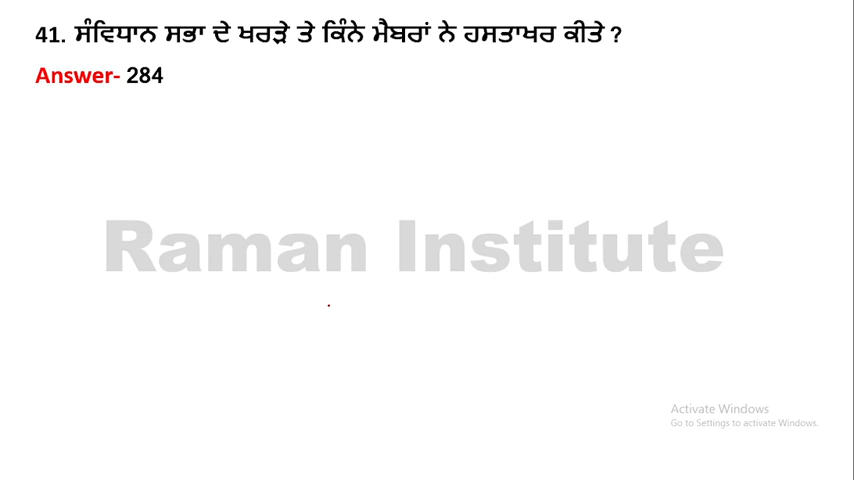 41. ਸੰਵਿਧਾਨ ਸਭਾ ਦੇ ਖਰੜੇ ਤੇ ਕਿੰਨੇ ਮੈਬਰਾਂ ਨੇ ਹਸਤਾਖਰ ਕੀਤੇ ?
Answer- 284
Raman Institute
Activate Windows
Go to Settings to activate Windows.